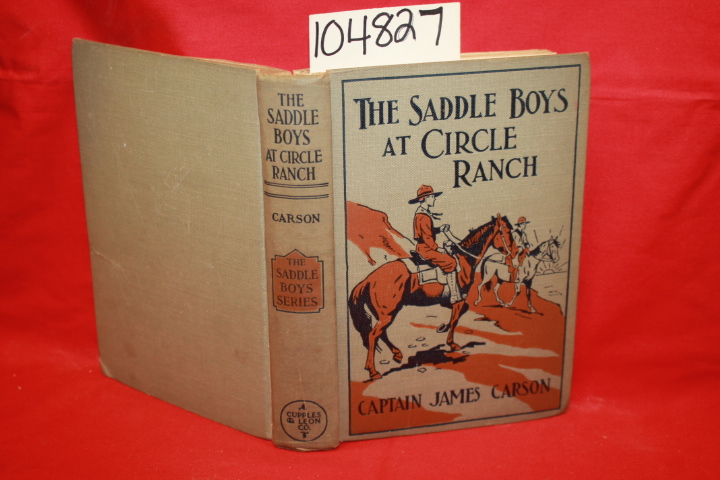 104827
THE
SADDLE
BOYS
AT CIRCLE
RANCH
CARSON
THE
SADDLE
BOYS
SERIES
A
CUPPLES
& LEON
CO.
T
THE SADDLE BOYS
AT CIRCLE
RANCH
CAPTAIN JAMES CARSON